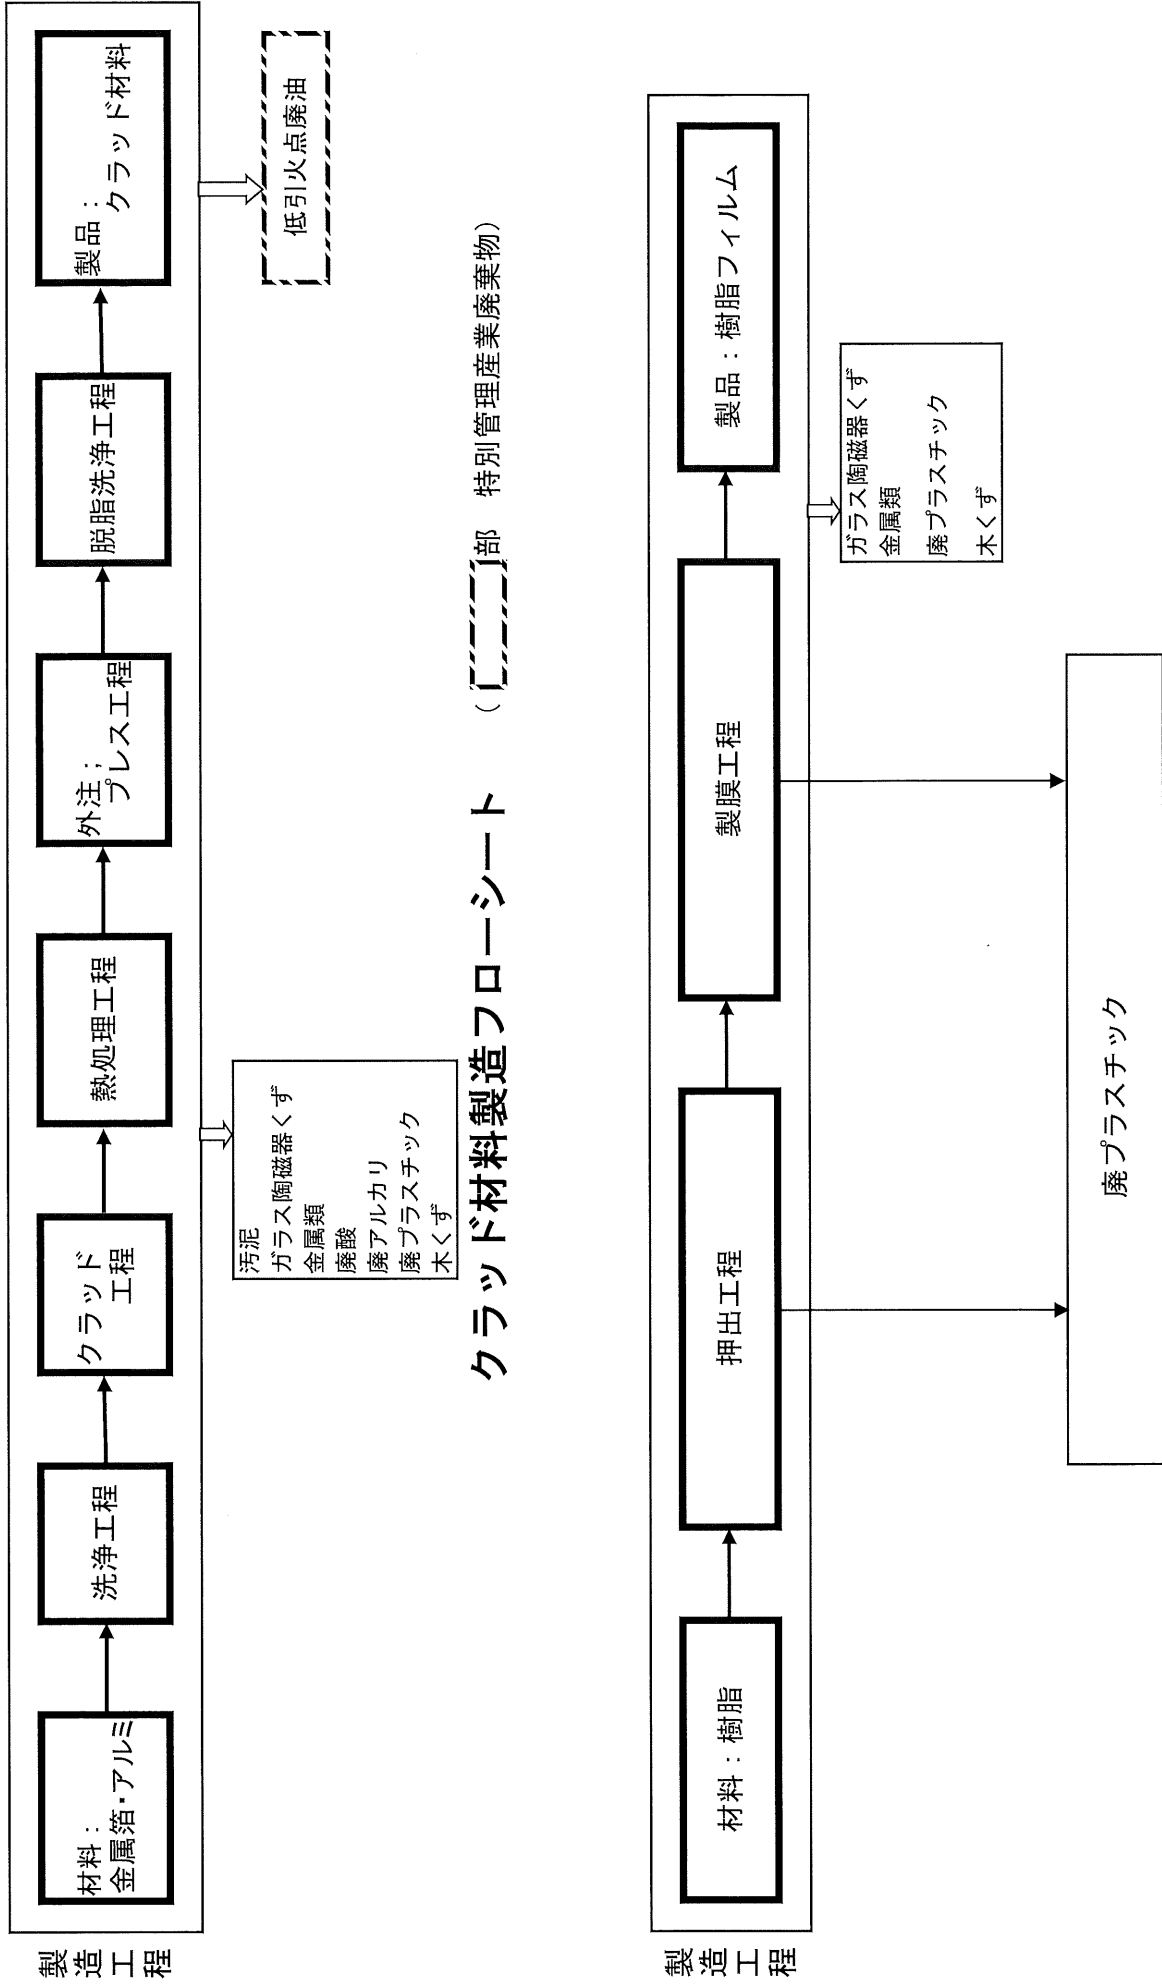 製造工程
材料：
金属箔・アルミ
洗浄工程
クラッド
工程
熱処理工程
外注；
プレス工程
脱脂洗浄工程
製品：
クラッド材料
汚泥
ガラス陶磁器くず
金属類
廃酸
廃アルカリ
廃プラスチック
木くず
低引火点廃油
クラッド材料製造フローシート （ 部 特別管理産業廃棄物）
製造工程
材料：樹脂
押出工程
製膜工程
製品：樹脂フィルム
ガラス陶磁器くず
金属類
廃プラスチック
木くず
廃プラスチック